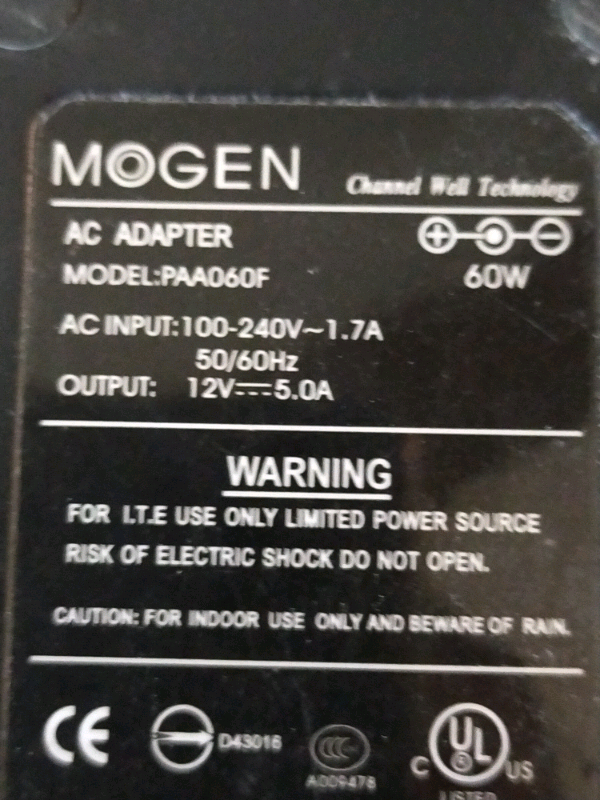 MOGEN
Channel Well Technology
AC ADAPTER
MODEL:PAA060F
60W
AC INPUT:100-240V~1.7A
50/60Hz
OUTPUT: 12V⎓5.0A
WARNING
FOR I.T.E USE ONLY LIMITED POWER SOURCE
RISK OF ELECTRIC SHOCK DO NOT OPEN.
CAUTION: FOR INDOOR USE ONLY AND BEWARE OF RAIN.
CE
D43016
CCC
A009478
C UL US
®
LISTED